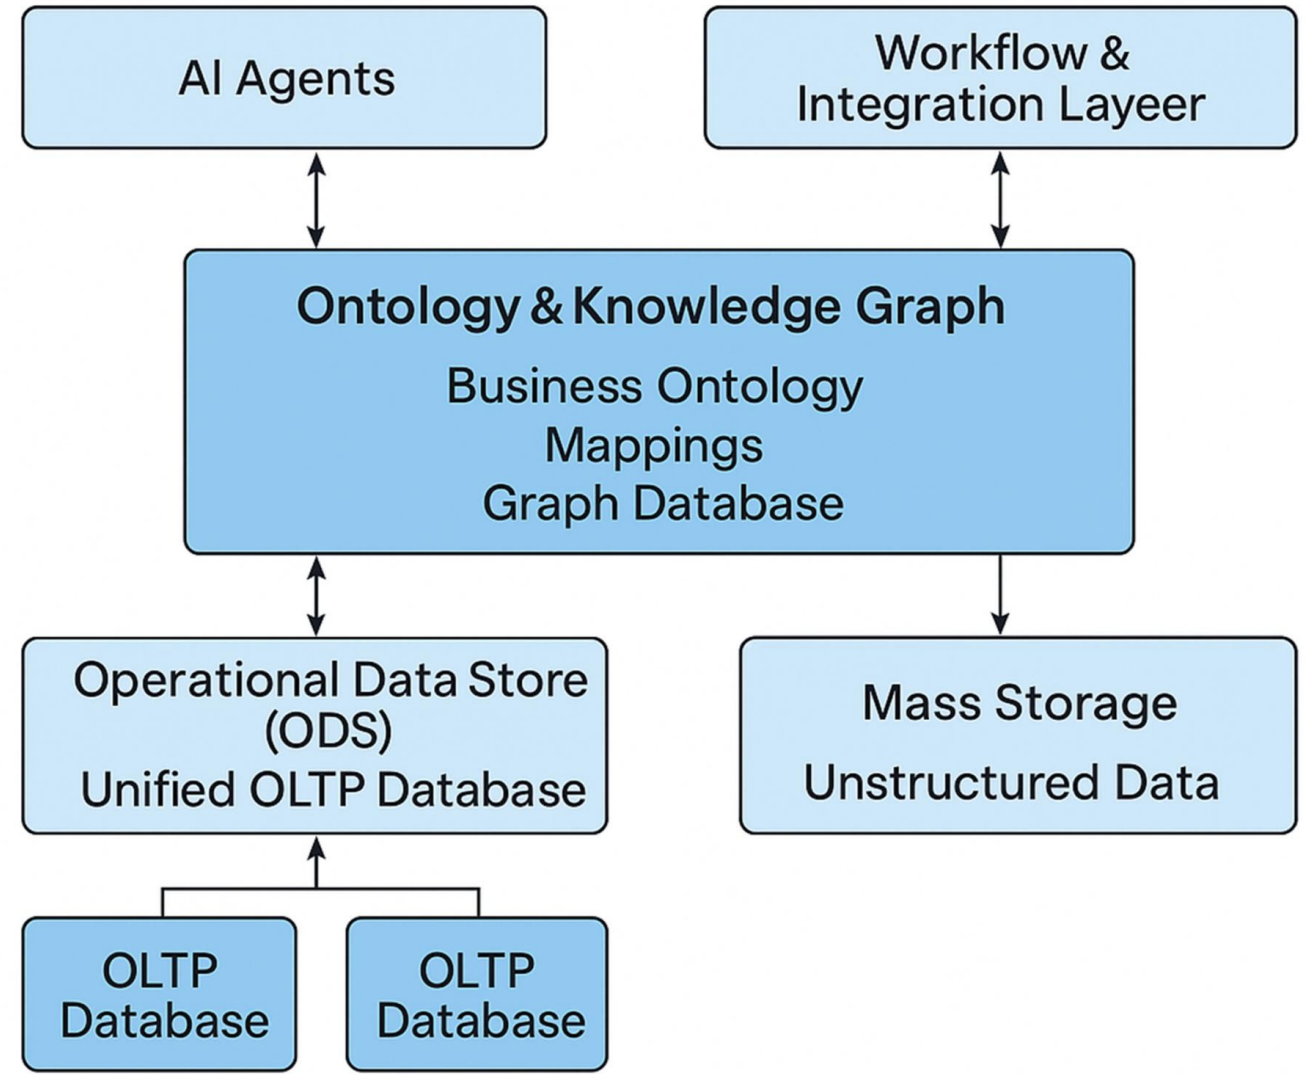 AI Agents
Workflow &
Integration Layeer
Ontology & Knowledge Graph
Business Ontology
Mappings
Graph Database
Operational Data Store
(ODS)
Unified OLTP Database
Mass Storage
Unstructured Data
OLTP
Database
OLTP
Database